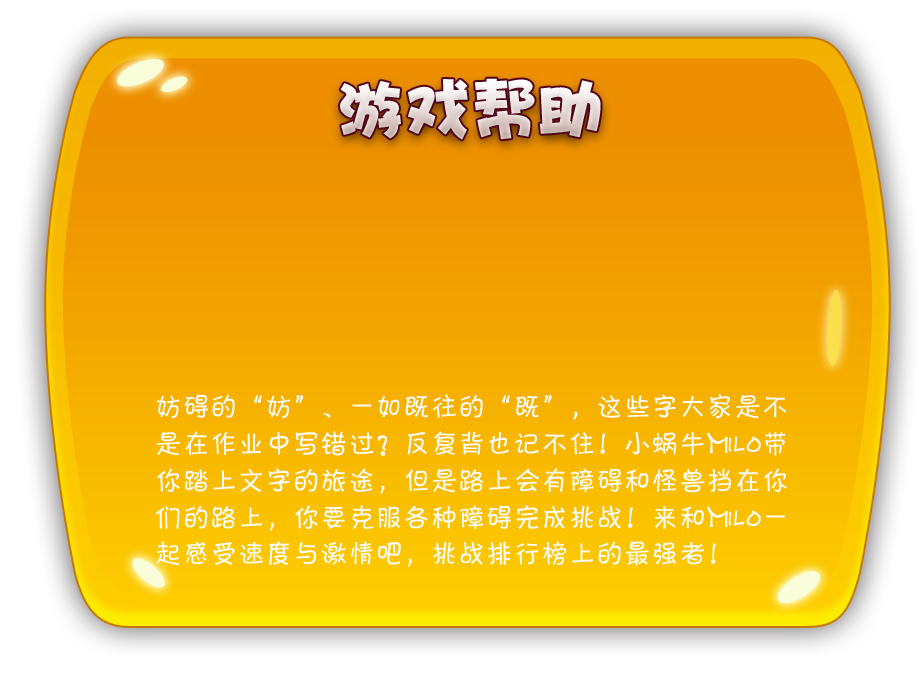 游戏帮助
妨碍的“妨”、一如既往的“既”，这些字大家是不
是在作业中写错过？反复背也记不住！小蜗牛MILO带
你踏上文字的旅途，但是路上会有障碍和怪兽挡在你
们的路上，你要克服各种障碍完成挑战！来和MILO一
起感受速度与激情吧，挑战排行榜上的最强者！